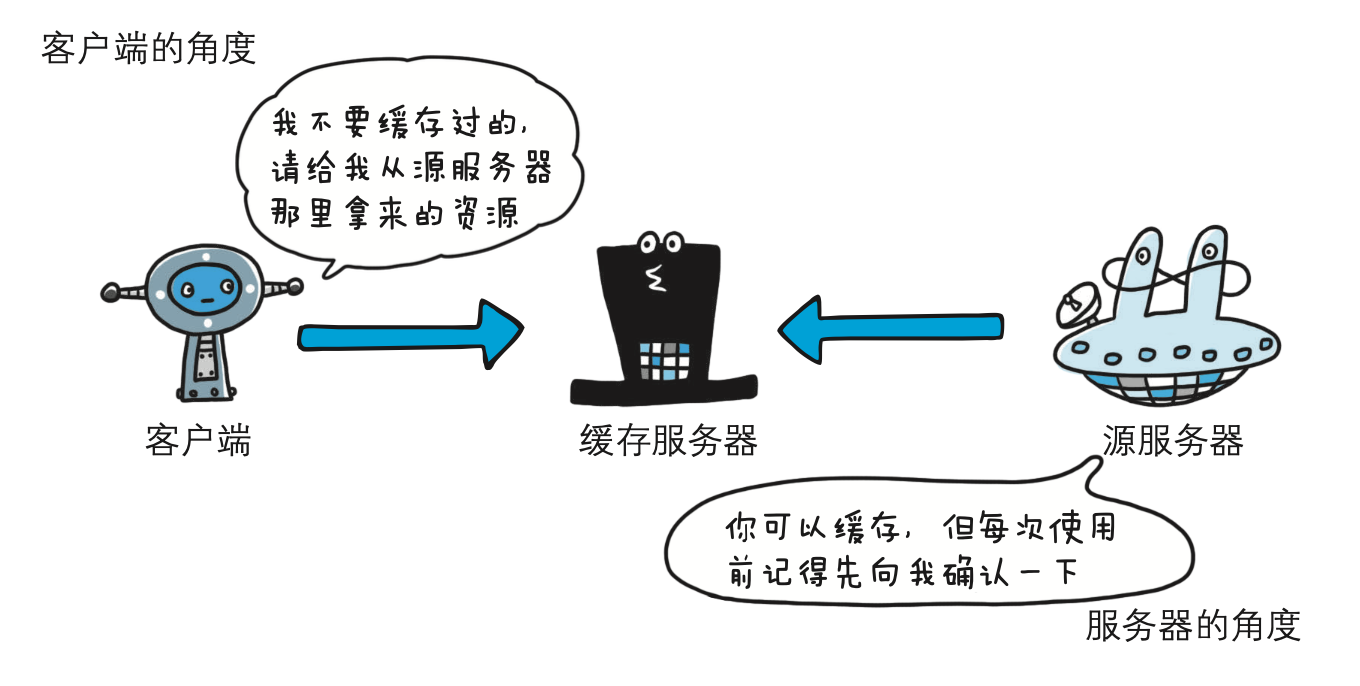 客户端的角度
我不要缓存过的,
请给我从源服务器
那里拿来的资源
客户端
缓存服务器
源服务器
你可以缓存, 但每次使用
前记得先向我确认一下
服务器的角度